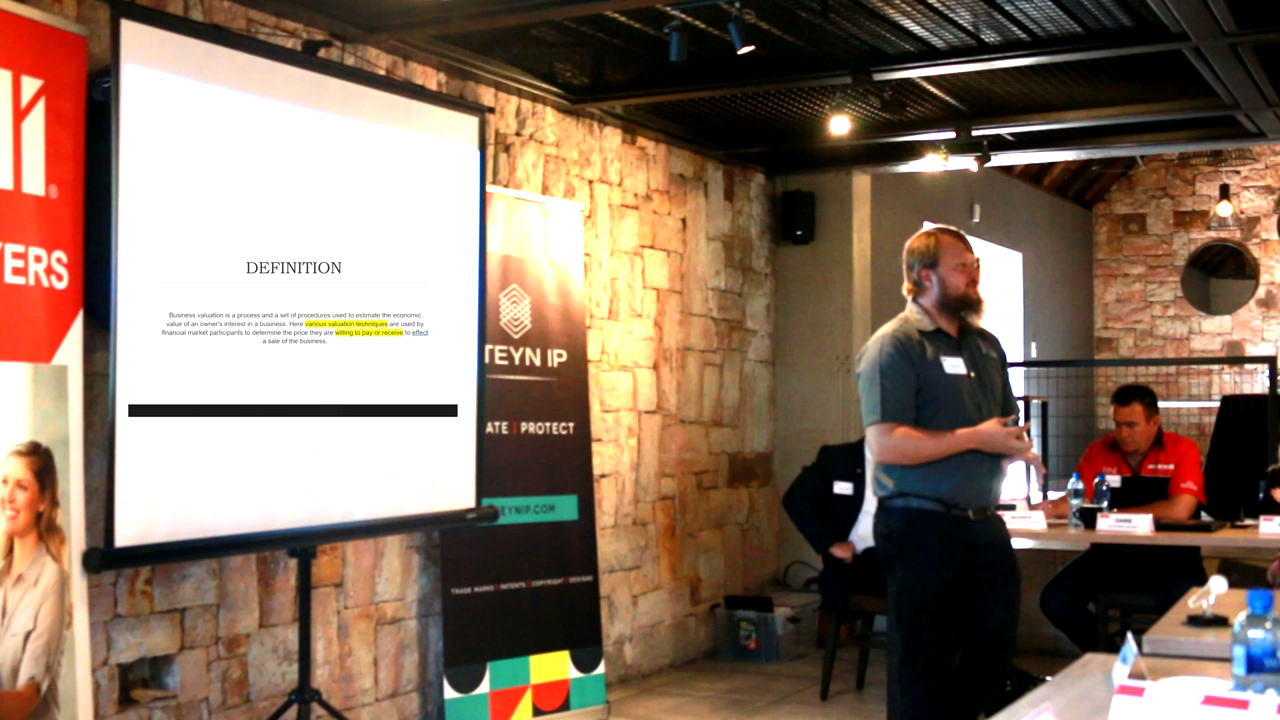 YERS
®
DEFINITION
Business valuation is a process and a set of procedures used to estimate the economic
value of an owner's interest in a business. Here various valuation techniques are used by
financial market participants to determine the price they are willing to pay or receive to effect
a sale of the business.
TEYN IP
ATE | PROTECT
EYNIP.COM
TRADE MARKS | PATENTS | COPYRIGHT | DESIGNS